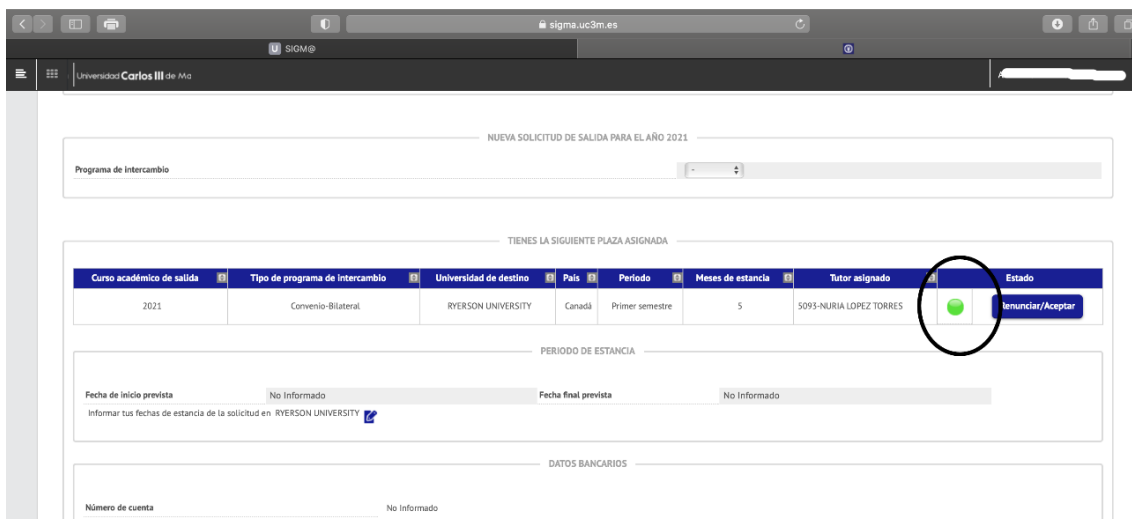 sigma.uc3m.es
U SIGM@
Universidad Carlos III de Ma
NUEVA SOLICITUD DE SALIDA PARA EL AÑO 2021
Programa de Intercambio
-
TIENES LA SIGUIENTE PLAZA ASIGNADA
Curso académico de salida Tipo de programa de intercambio Universidad de destino País Periodo Meses de estancia Tutor asignado Estado
2021 Convenio-Bilateral RYERSON UNIVERSITY Canadá Primer semestre 5 5093-NURIA LOPEZ TORRES Renunciar/Aceptar
PERIODO DE ESTANCIA
Fecha de inicio prevista No Informado Fecha final prevista No Informado
Informar tus fechas de estancia de la solicitud en RYERSON UNIVERSITY
DATOS BANCARIOS
Número de cuenta No Informado